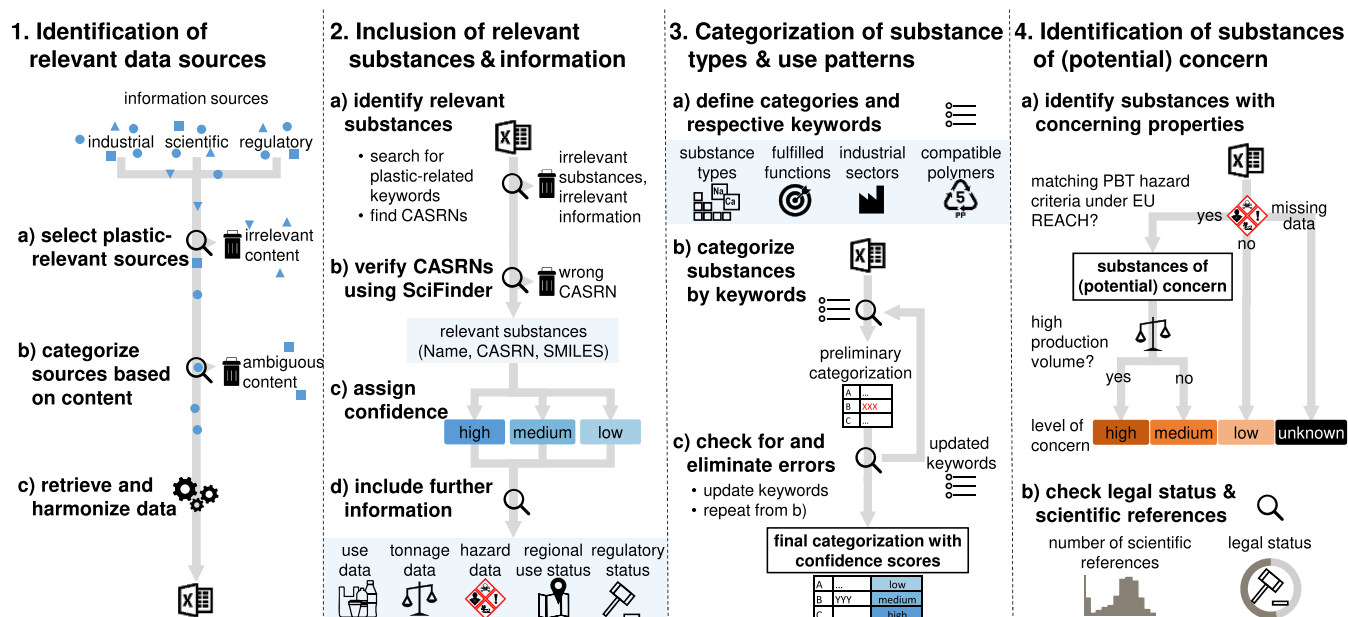 1. Identification of
relevant data sources
information sources
industrial scientific regulatory
a) select plastic-
relevant sources
irrelevant
content
b) categorize
sources based
on content
ambiguous
content
c) retrieve and
harmonize data
X
2. Inclusion of relevant
substances & information
a) identify relevant
substances
• search for
plastic-related
keywords
• find CASRNs
X
irrelevant
substances,
irrelevant
information
b) verify CASRNs
using SciFinder
wrong
CASRN
relevant substances
(Name, CASRN, SMILES)
c) assign
confidence
high medium low
d) include further
information
use
data
tonnage
data
hazard
data
regional
use status
regulatory
status
3. Categorization of substance
types & use patterns
a) define categories and
respective keywords
substance
types
fulfilled
functions
industrial
sectors
compatible
polymers
Na
Ca
5
PP
b) categorize
substances
by keywords
X
preliminary
categorization
A ...
B XXX
C ...
c) check for and
eliminate errors
• update keywords
• repeat from b)
updated
keywords
final categorization with
confidence scores
A ... low
B YYY medium
C high
4. Identification of substances
of (potential) concern
a) identify substances with
concerning properties
X
matching PBT hazard
criteria under EU
REACH?
yes
no
missing
data
substances of
(potential) concern
high
production
volume?
yes
no
level of
concern
high medium low unknown
b) check legal status &
scientific references
number of scientific
references
legal status